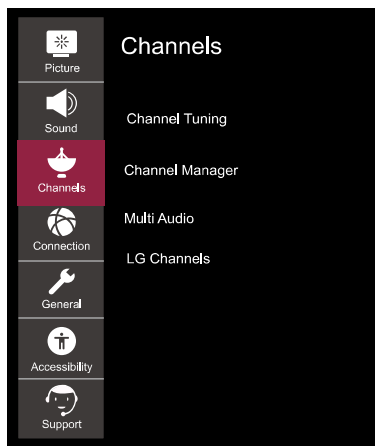 Picture
Sound
Channels
Connection
General
Accessibility
Support
Channels
Channel Tuning
Channel Manager
Multi Audio
LG Channels